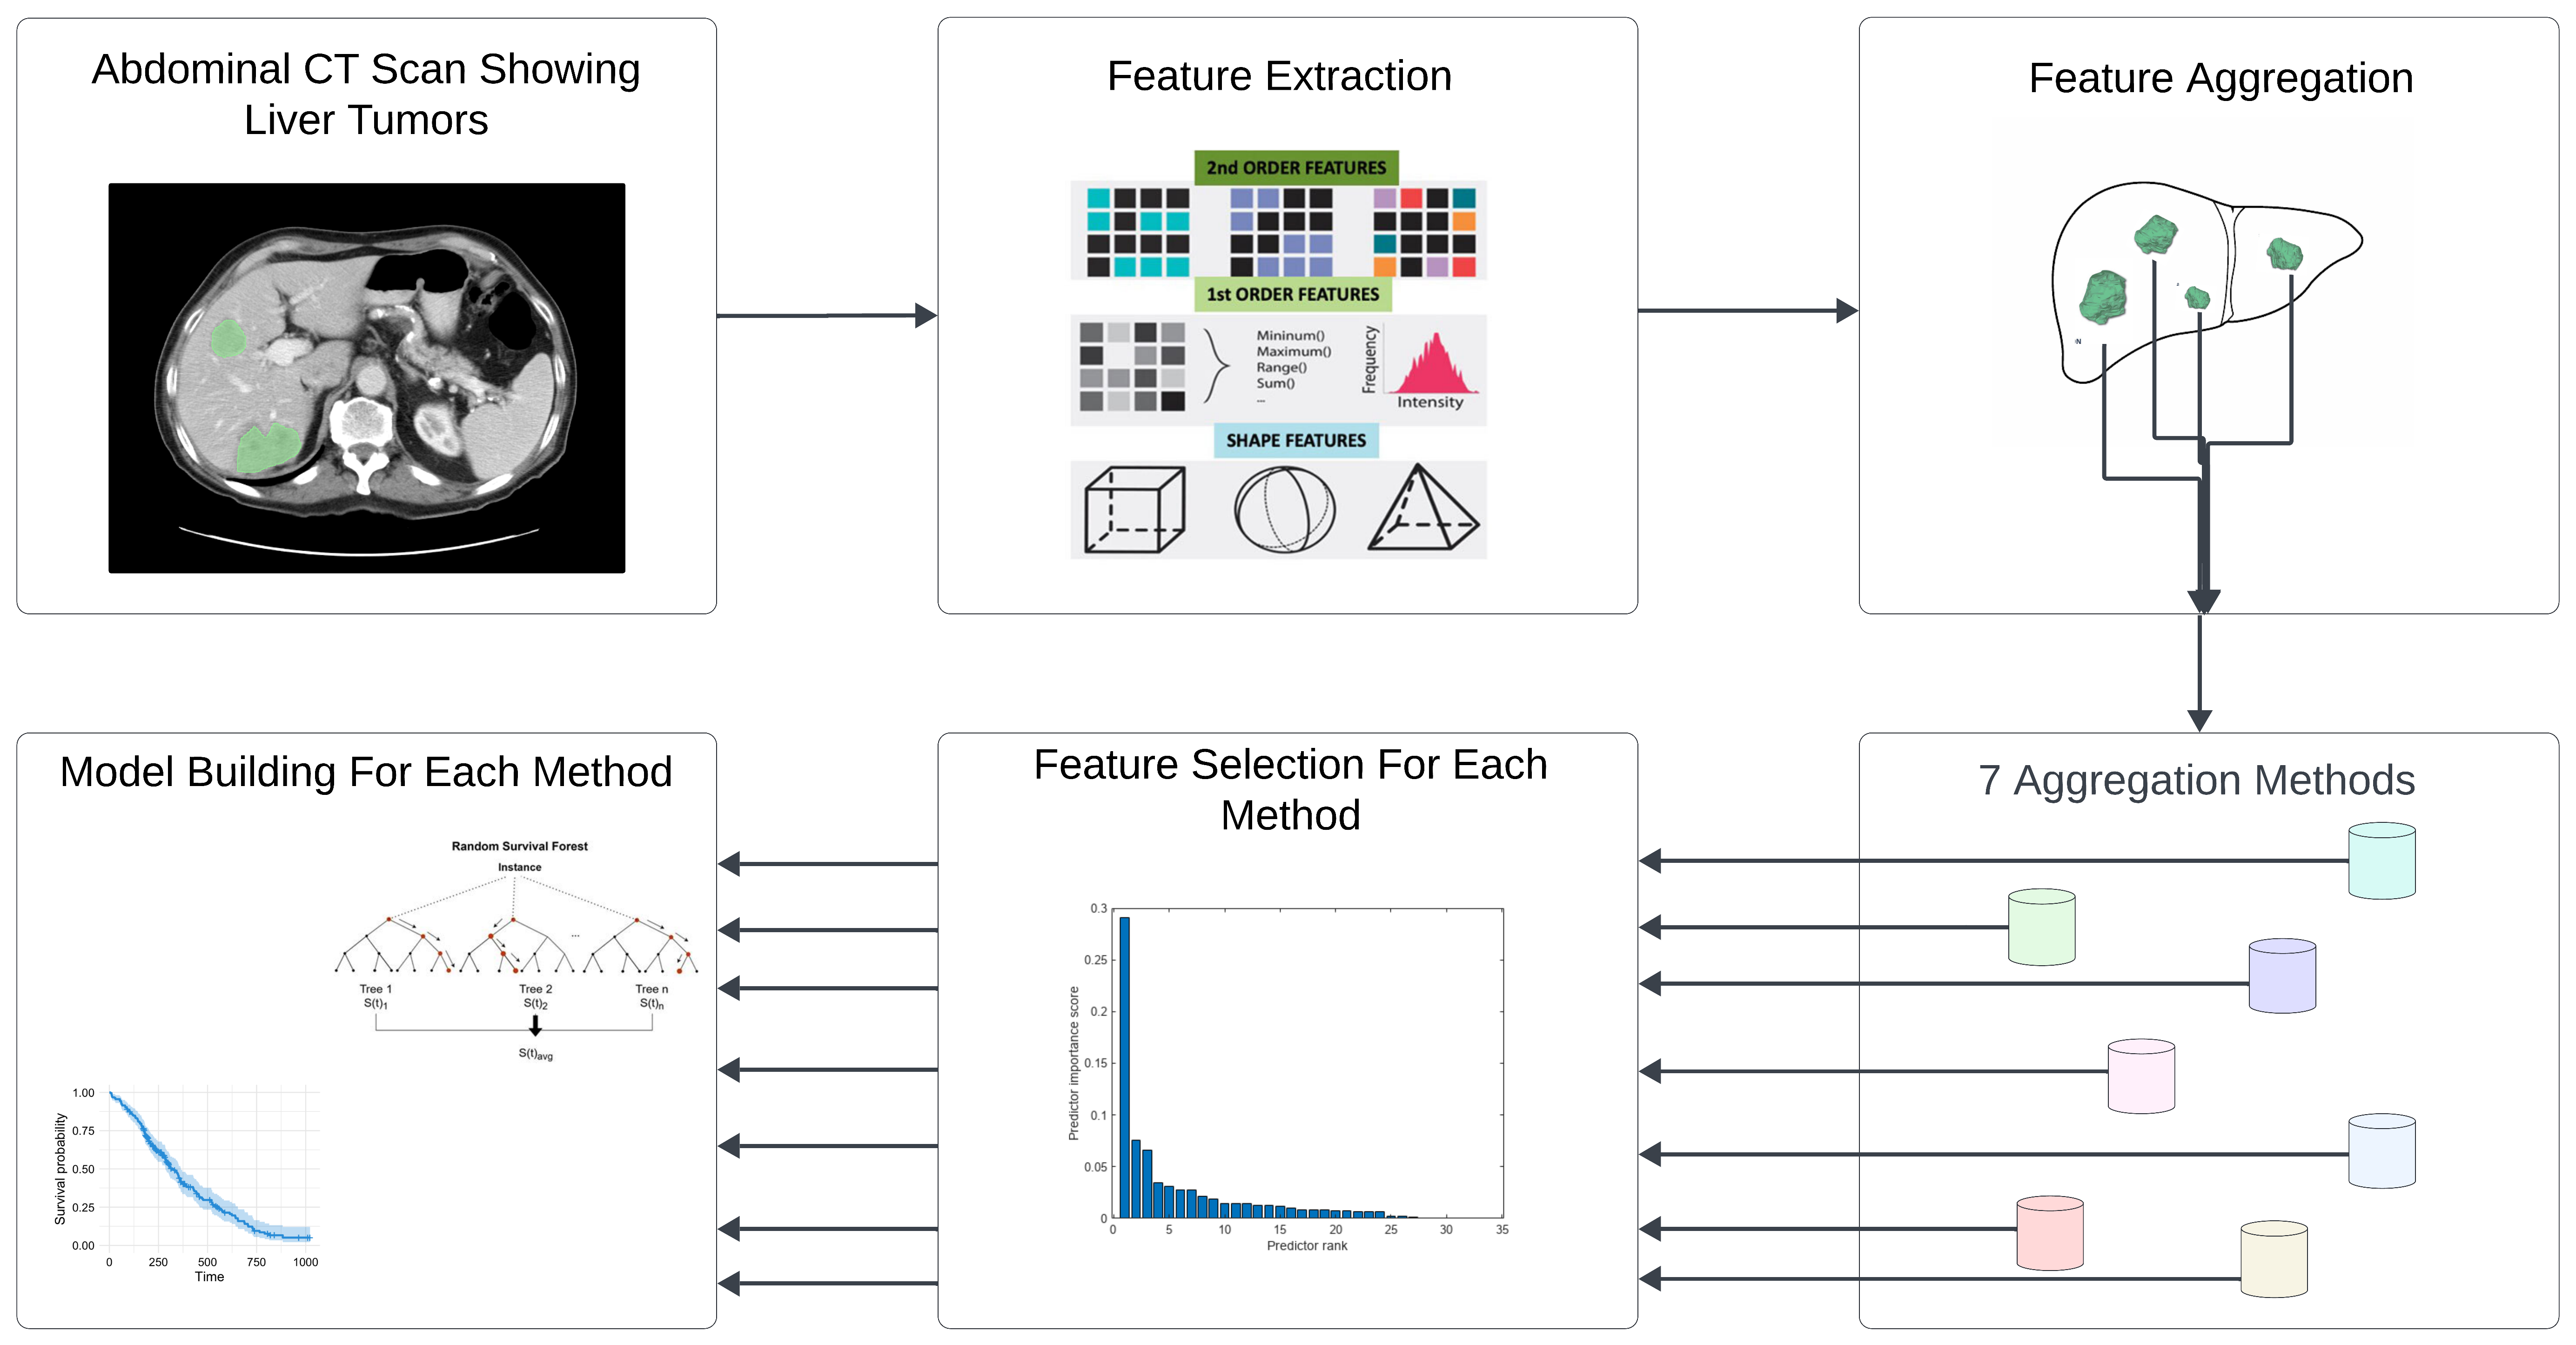 Abdominal CT Scan Showing
Liver Tumors
Feature Extraction
2nd ORDER FEATURES
1st ORDER FEATURES
Mininum()
Maximum()
Range()
Sum()
...
Frequency
Intensity
SHAPE FEATURES
Feature Aggregation
N
7 Aggregation Methods
Feature Selection For Each
Method
0.3
0.25
0.2
0.15
0.1
0.05
0
Predictor importance score
0 5 10 15 20 25 30 35
Predictor rank
Model Building For Each Method
Random Survival Forest
Instance
...
Tree 1 Tree 2 Tree n
S(t)1 S(t)2 S(t)n
S(t)avg
1.00
0.75
0.50
0.25
0.00
Survival probability
0 250 500 750 1000
Time